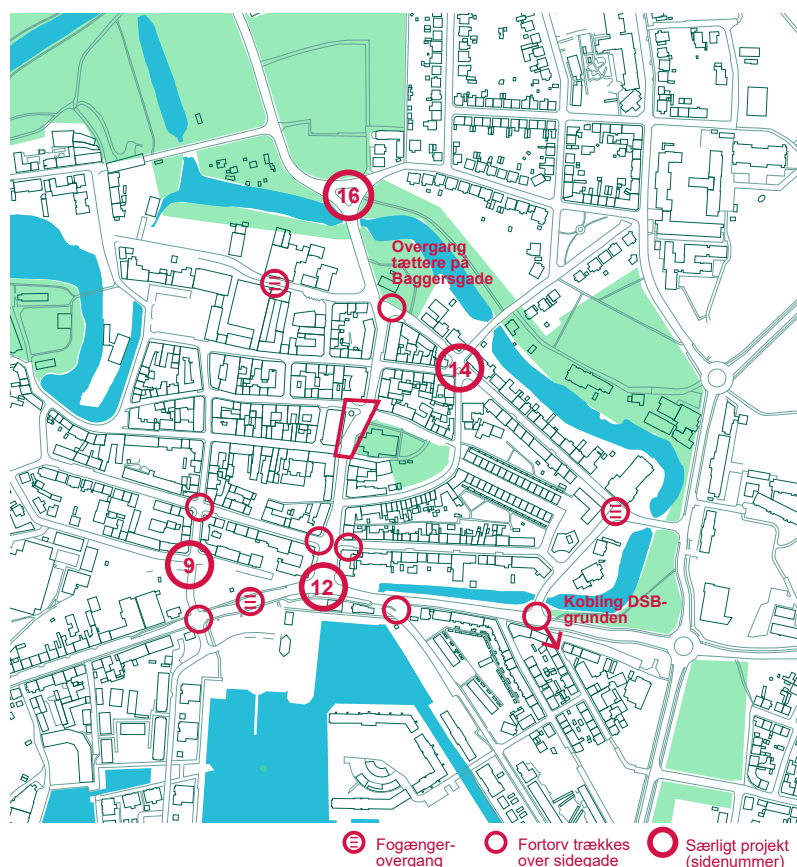 16
Overgang
tættere på
Baggersgade
14
9
12
Kobling DSB-
grunden
Fogænger-
overgang
Fortorv trækkes
over sidegade
Særligt projekt
(sidenummer)